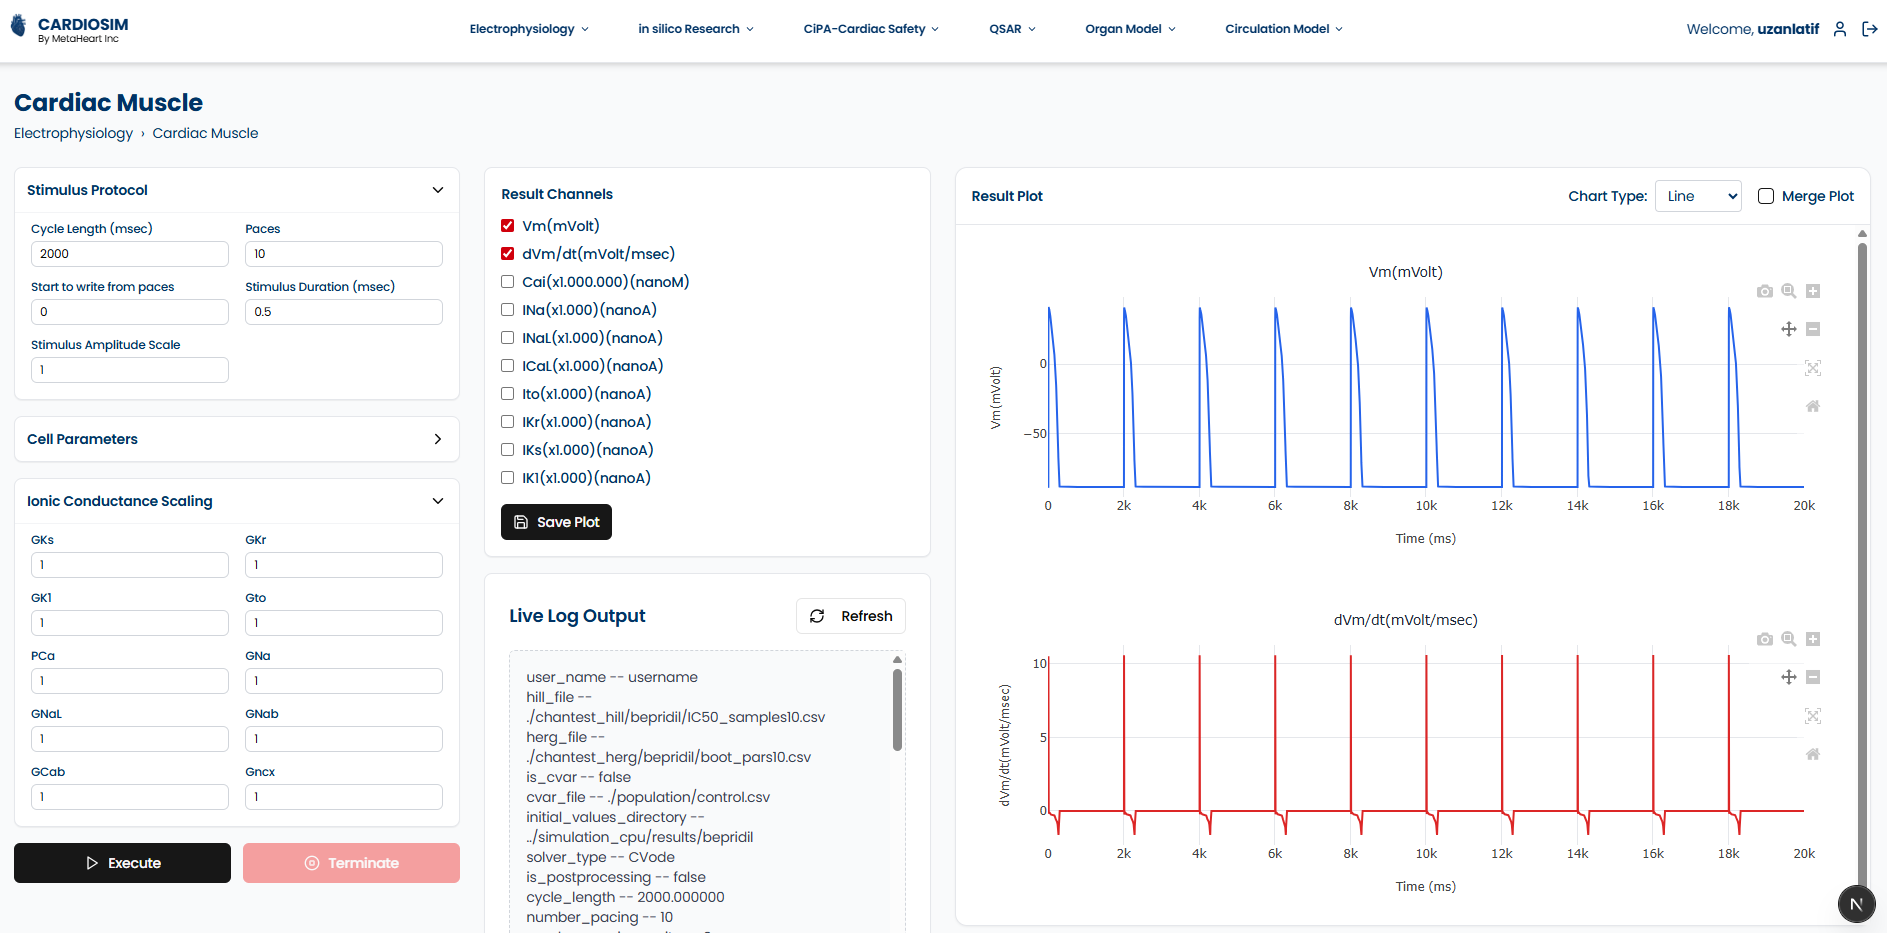 CARDIOSIM
By MetaHeart Inc
Electrophysiology
in silico Research
CiPA-Cardiac Safety
QSAR
Organ Model
Circulation Model
Welcome, uzanlatif
Cardiac Muscle
Electrophysiology › Cardiac Muscle
Stimulus Protocol
Cycle Length (msec)
Paces
2000
10
Start to write from paces
Stimulus Duration (msec)
0
0.5
Stimulus Amplitude Scale
1
Cell Parameters
Ionic Conductance Scaling
GKs
GKr
1
1
GK1
Gto
1
1
PCa
GNa
1
1
GNaL
GNab
1
1
GCab
Gncx
1
1
Execute
Terminate
Result Channels
Vm(mVolt)
dVm/dt(mVolt/msec)
Cai(x1.000.000)(nanoM)
INa(x1.000)(nanoA)
INaL(x1.000)(nanoA)
ICaL(x1.000)(nanoA)
Ito(x1.000)(nanoA)
IKr(x1.000)(nanoA)
IKs(x1.000)(nanoA)
IK1(x1.000)(nanoA)
Save Plot
Live Log Output
Refresh
user_name -- username
hill_file --
./chantest_hill/bepridil/IC50_samples10.csv
herg_file --
./chantest_herg/bepridil/boot_pars10.csv
is_cvar -- false
cvar_file -- ./population/control.csv
initial_values_directory --
../simulation_cpu/results/bepridil
solver_type -- CVode
is_postprocessing -- false
cycle_length -- 2000.000000
number_pacing -- 10
Result Plot
Chart Type:
Line
Merge Plot
Vm(mVolt)
Vm(mVolt)
0
−50
0 2k 4k 6k 8k 10k 12k 14k 16k 18k 20k
Time (ms)
dVm/dt(mVolt/msec)
dVm/dt(mVolt/msec)
10
5
0
0 2k 4k 6k 8k 10k 12k 14k 16k 18k 20k
Time (ms)
N